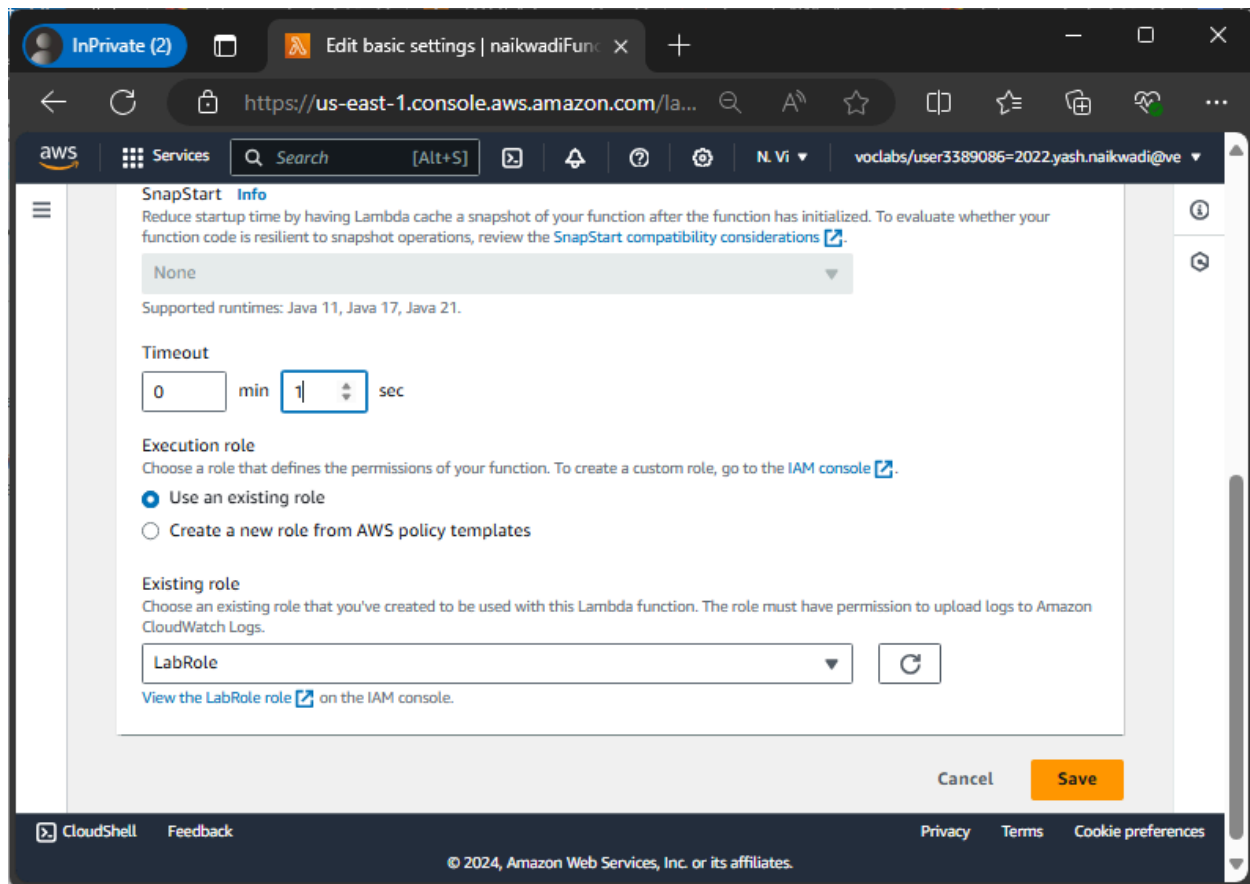 InPrivate (2)
Edit basic settings | naikwadiFunc
https://us-east-1.console.aws.amazon.com/la...
aws Services Search [Alt+S] N. Vi voclabs/user3389086=2022.yash.naikwadi@ve
SnapStart Info
Reduce startup time by having Lambda cache a snapshot of your function after the function has initialized. To evaluate whether your
function code is resilient to snapshot operations, review the SnapStart compatibility considerations.
None
Supported runtimes: Java 11, Java 17, Java 21.
Timeout
0 min 1 sec
Execution role
Choose a role that defines the permissions of your function. To create a custom role, go to the IAM console.
Use an existing role
Create a new role from AWS policy templates
Existing role
Choose an existing role that you've created to be used with this Lambda function. The role must have permission to upload logs to Amazon
CloudWatch Logs.
LabRole
View the LabRole role on the IAM console.
Cancel Save
CloudShell Feedback Privacy Terms Cookie preferences
© 2024, Amazon Web Services, Inc. or its affiliates.